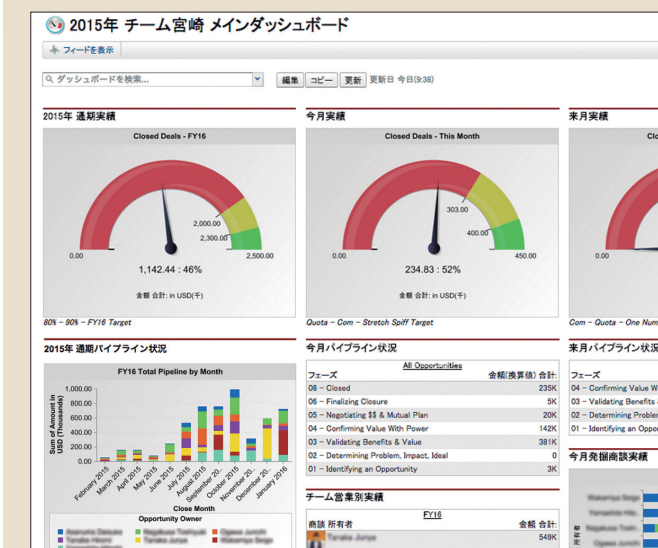 2015年 チーム宮崎 メインダッシュボード
フィードを表示
ダッシュボードを検索...
編集 コピー 更新 更新日 今日(9:38)
2015年 通期実績
Closed Deals - FY16
0.00
2,000.00
2,300.00
2,500.00
1,142.44 : 46%
金額 合計: in USD(千)
80% - 90% - FY16 Target
今月実績
Closed Deals - This Month
0.00
303.00
400.00
450.00
234.83 : 52%
金額 合計: in USD(千)
Quota - Com - Stretch Spiff Target
来月実績
0.00
Com - Quota - One Num
2015年 通期パイプライン状況
FY16 Total Pipeline by Month
Sum of Amount in
USD (Thousands)
1,000.00
800.00
600.00
400.00
200.00
0.00
February 2015
March 2015
April 2015
May 2015
June 2015
July 2015
August 2015
September 20..
October 2015
November 20..
December 20..
January 2016
Close Month
Opportunity Owner
今月パイプライン状況
All Opportunities
フェーズ 金額(換算値) 合計:
08 - Closed 235K
06 - Finalizing Closure 5K
05 - Negotiating $$ & Mutual Plan 20K
04 - Confirming Value With Power 142K
03 - Validating Benefits & Value 381K
02 - Determining Problem, Impact, Ideal 0
01 - Identifying an Opportunity 3K
チーム営業別実績
FY16
商談 所有者 金額 合計:
549K
来月パイプライン状況
フェーズ
04 - Confirming Value W
03 - Validating Benefits
02 - Determining Proble
01 - Identifying an Oppo
今月発掘商談実績
所有者